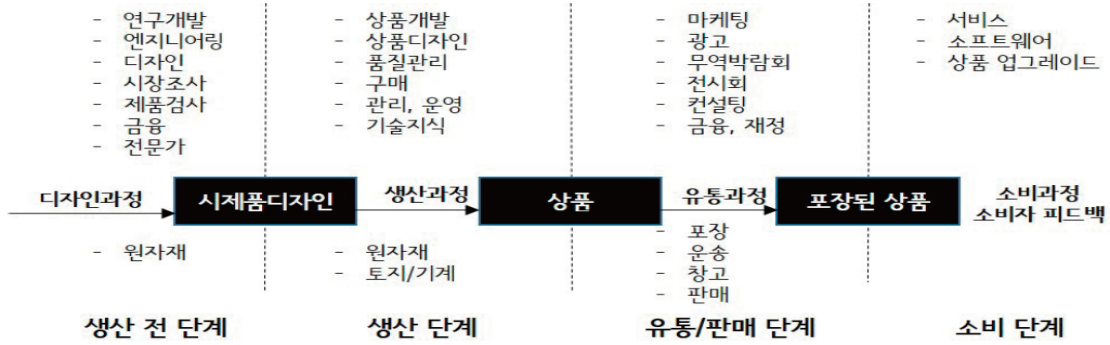 - 연구개발
- 엔지니어링
- 디자인
- 시장조사
- 제품검사
- 금융
- 전문가
- 상품개발
- 상품디자인
- 품질관리
- 구매
- 관리, 운영
- 기술지식
- 마케팅
- 광고
- 무역박람회
- 전시회
- 컨설팅
- 금융, 재정
- 서비스
- 소프트웨어
- 상품 업그레이드
디자인과정
시제품디자인
생산과정
상품
유통과정
포장된 상품
소비과정
소비자 피드백
- 원자재
- 원자재
- 토지/기계
- 포장
- 운송
- 창고
- 판매
생산 전 단계
생산 단계
유통/판매 단계
소비 단계